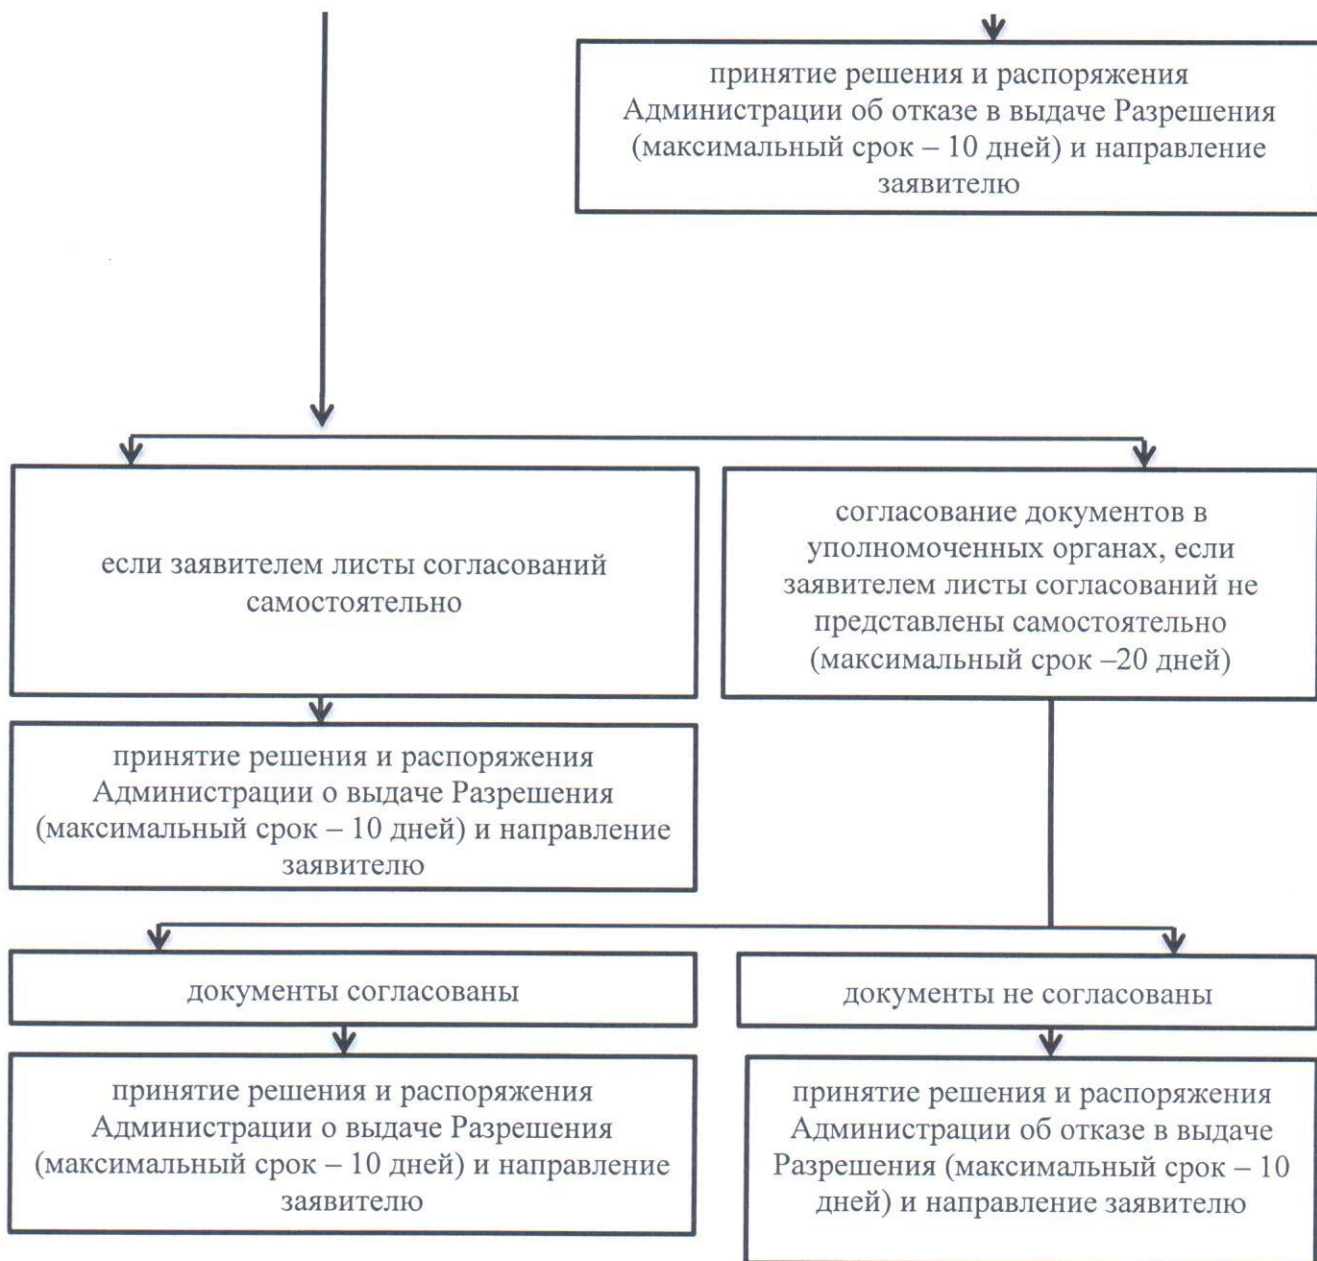 принятие решения и распоряжения
Администрации об отказе в выдаче Разрешения
(максимальный срок – 10 дней) и направление
заявителю
если заявителем листы согласований
самостоятельно
согласование документов в
уполномоченных органах, если
заявителем листы согласований не
представлены самостоятельно
(максимальный срок –20 дней)
принятие решения и распоряжения
Администрации о выдаче Разрешения
(максимальный срок – 10 дней) и направление
заявителю
документы согласованы
документы не согласованы
принятие решения и распоряжения
Администрации о выдаче Разрешения
(максимальный срок – 10 дней) и направление
заявителю
принятие решения и распоряжения
Администрации об отказе в выдаче
Разрешения (максимальный срок – 10
дней) и направление заявителю